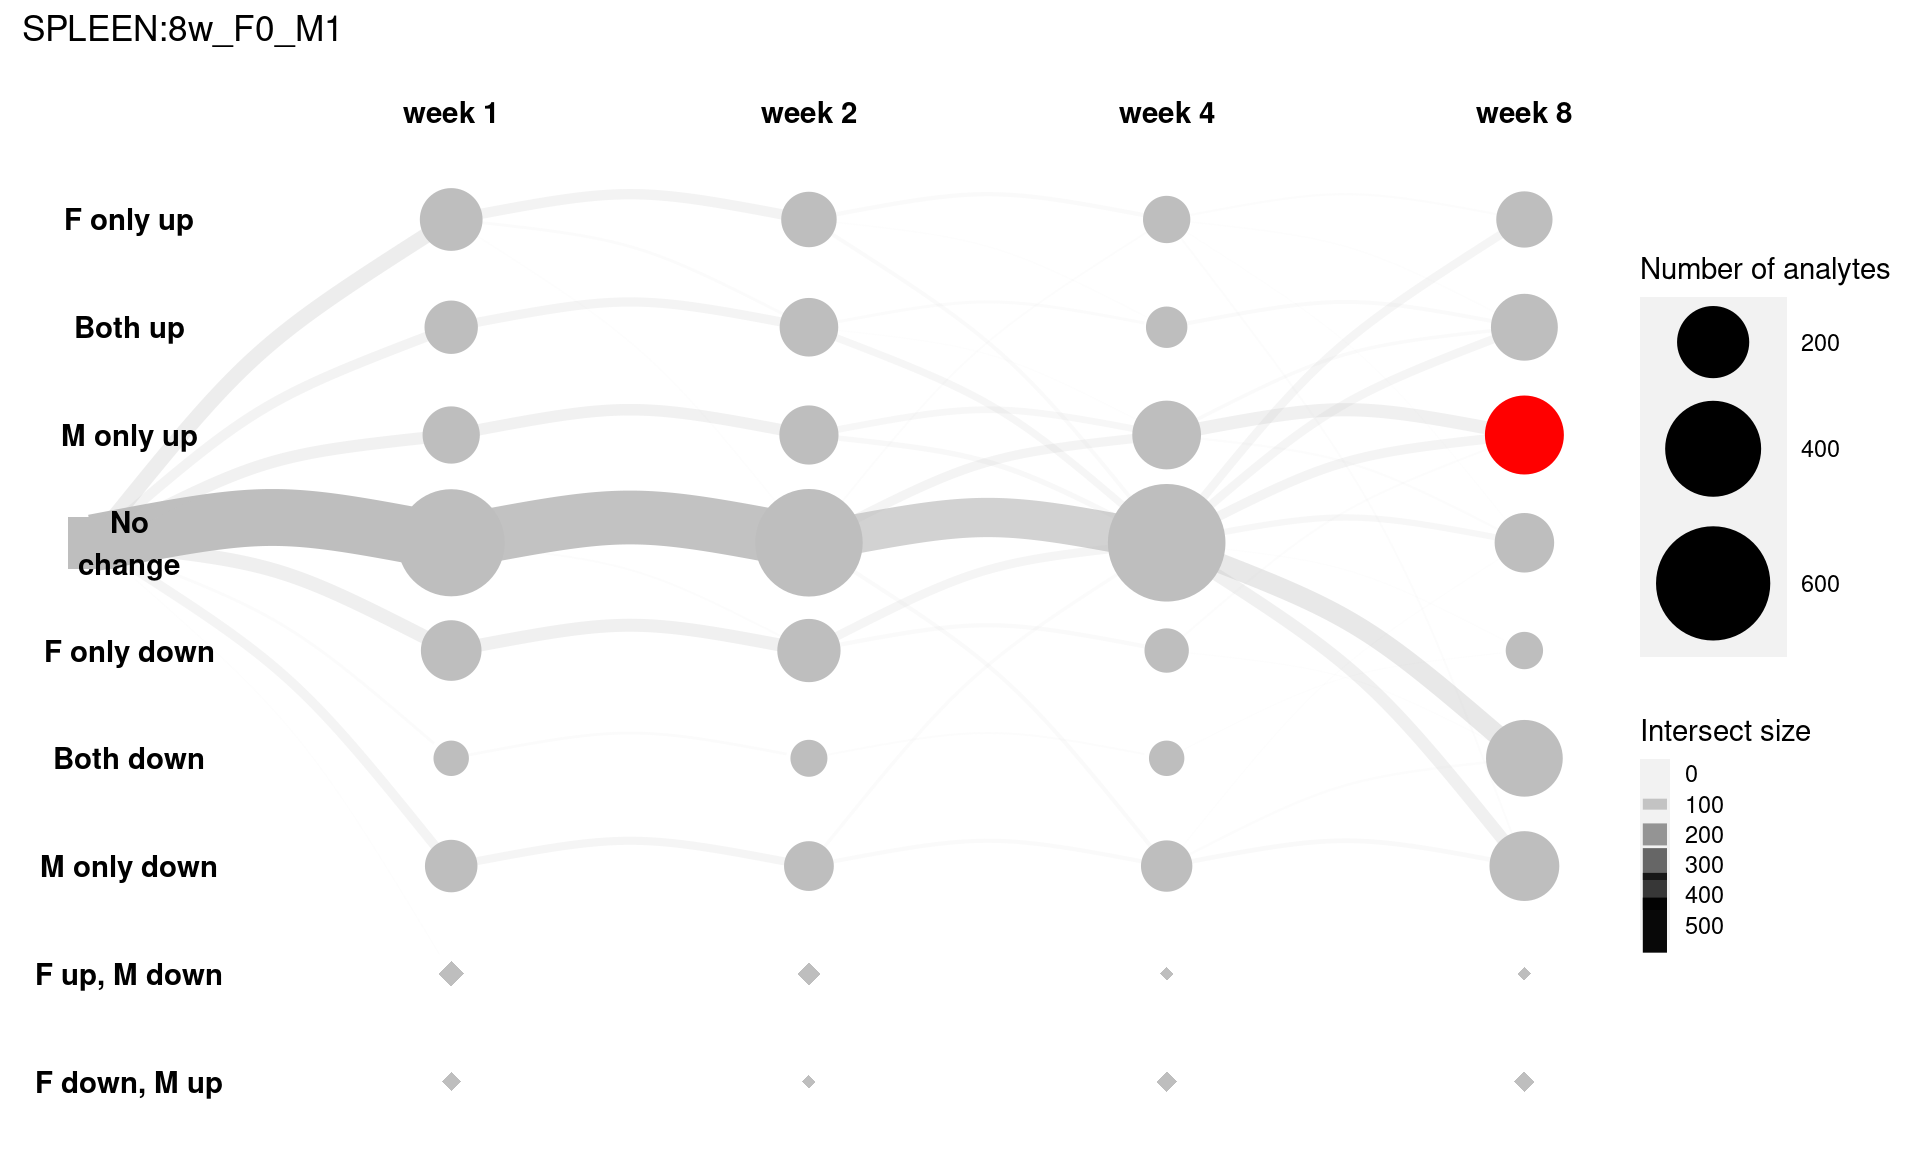 SPLEEN:8w_F0_M1
week 1
week 2
week 4
week 8
F only up
Both up
M only up
No
change
F only down
Both down
M only down
F up, M down
F down, M up
Number of analytes
200
400
600
Intersect size
0
100
200
300
400
500